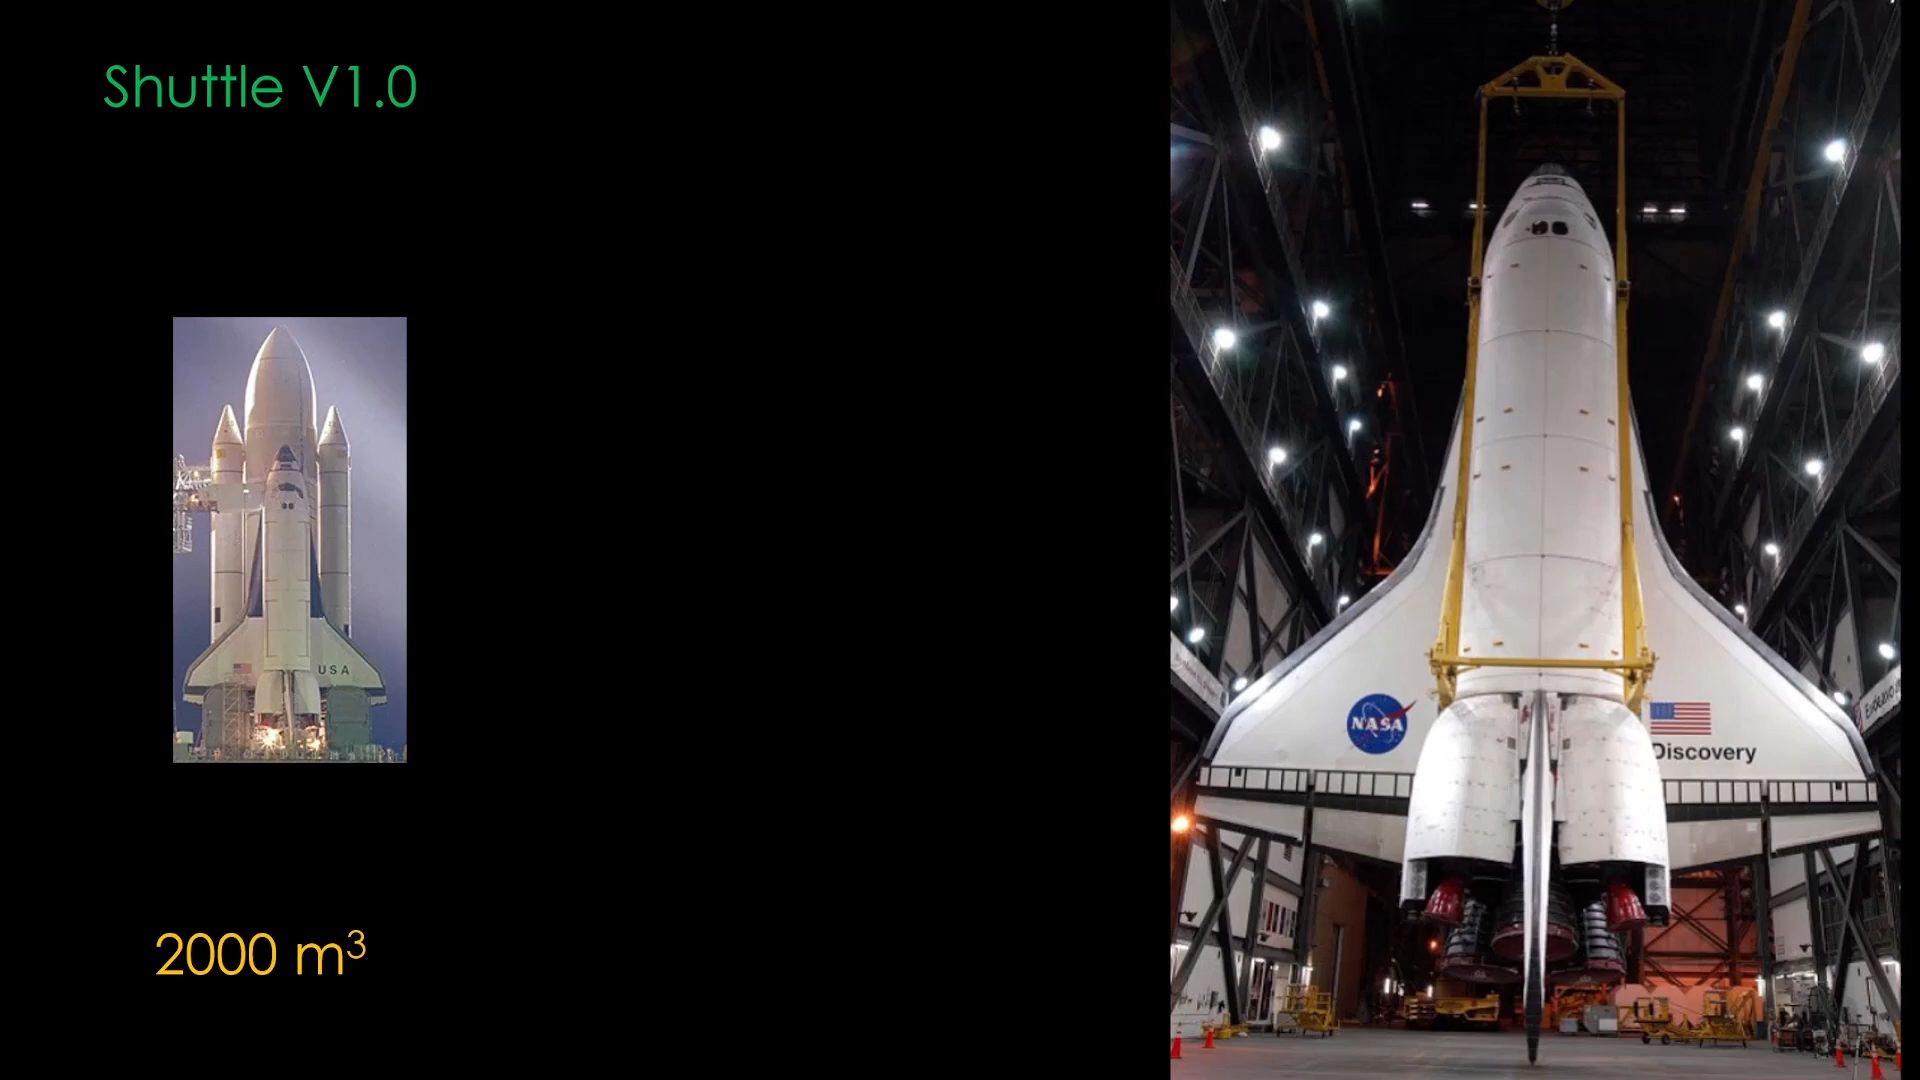 Shuttle V1.0
USA
2000 m³
NASA
Discovery